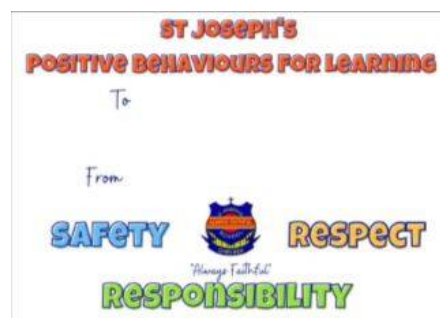 ST JOSEPH'S
POSITIVE BEHAVIOURS FOR LEARNING
To
From
SAFETY
RESPECT
"Always Faithful"
RESPONSIBILITY